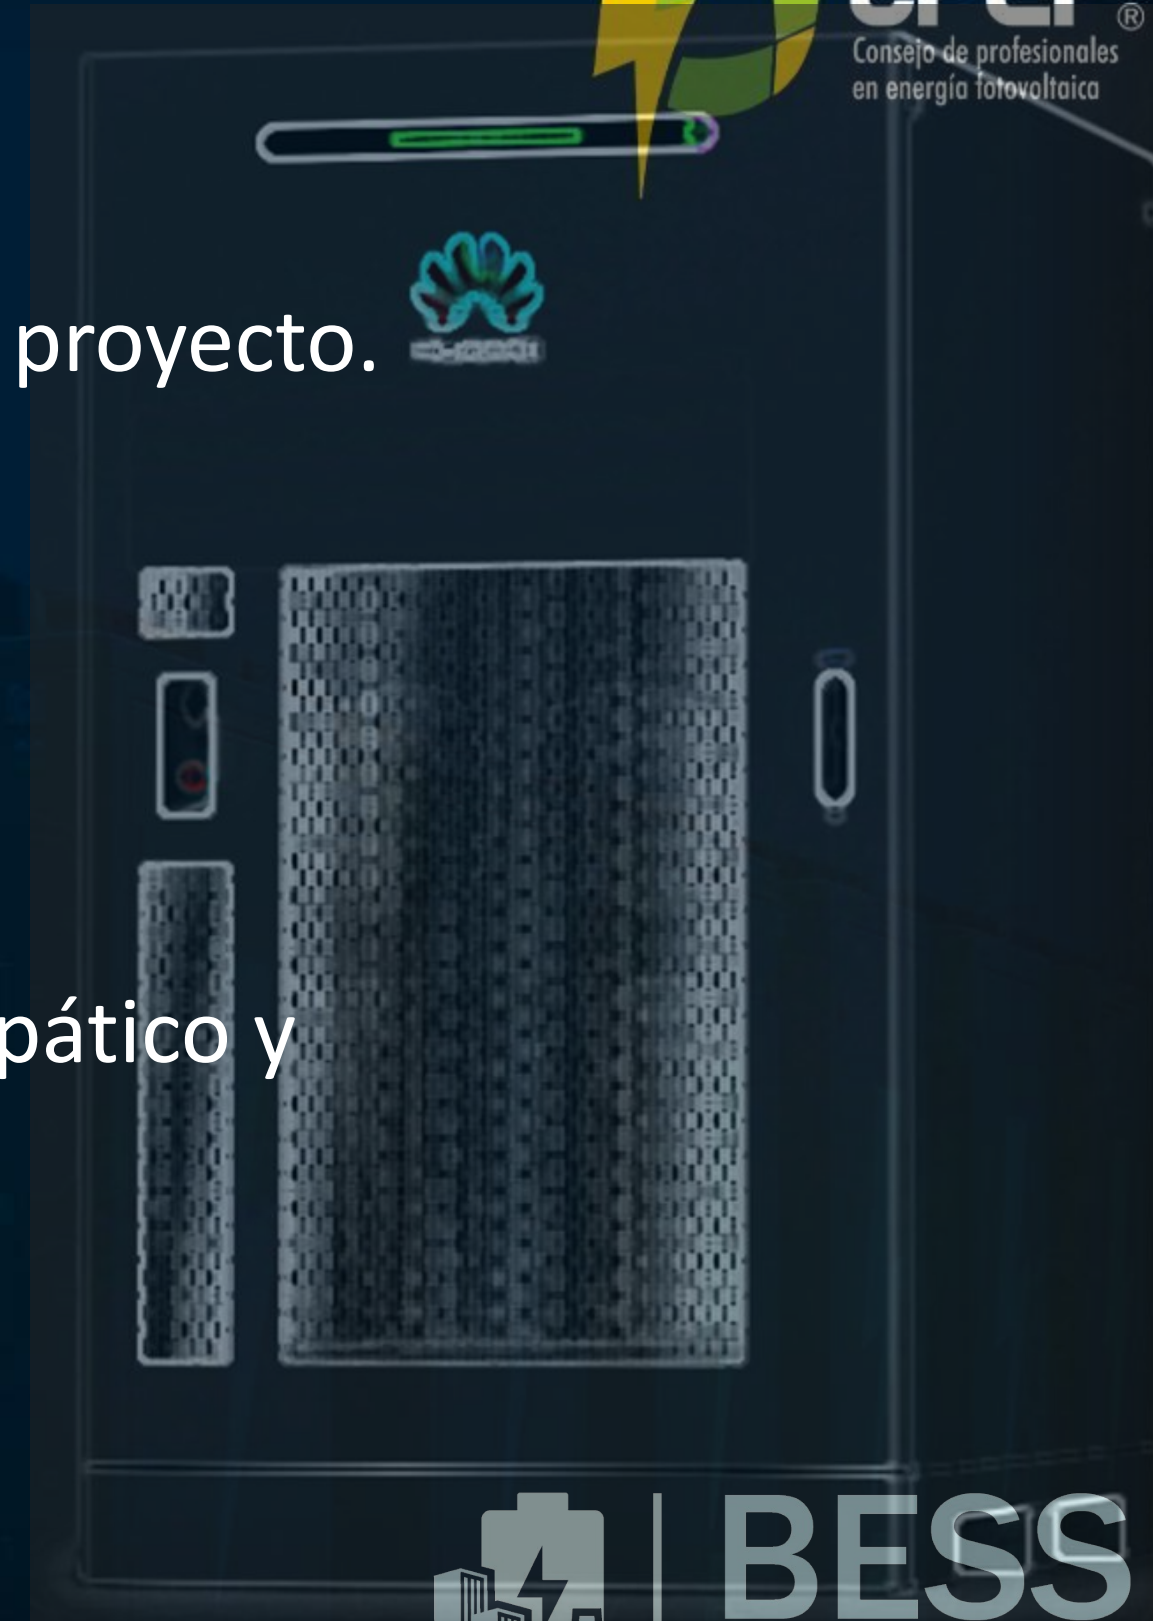 ®
Consejo de profesionales
en energía fotovoltaica
proyecto.
pático y
BESS